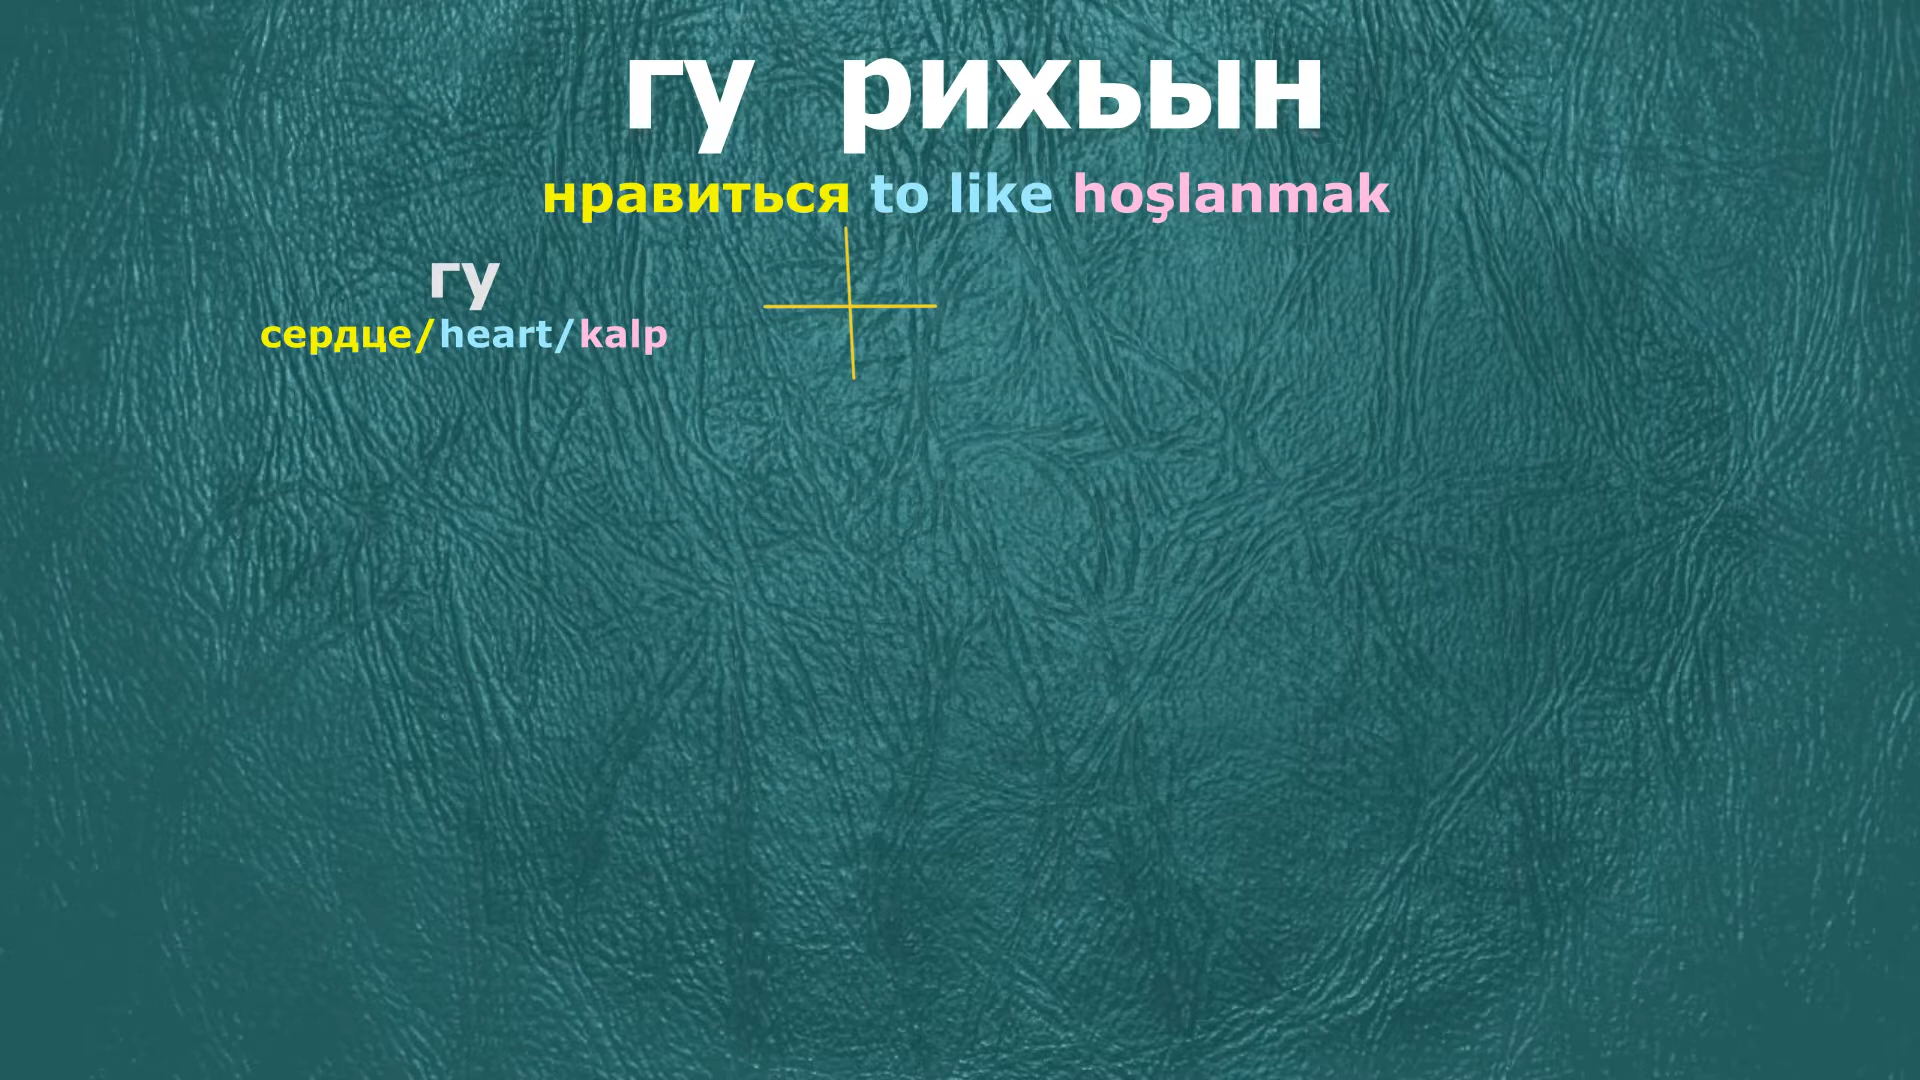 гу рихьын
нравиться to like hoşlanmak
гу
сердце/heart/kalp